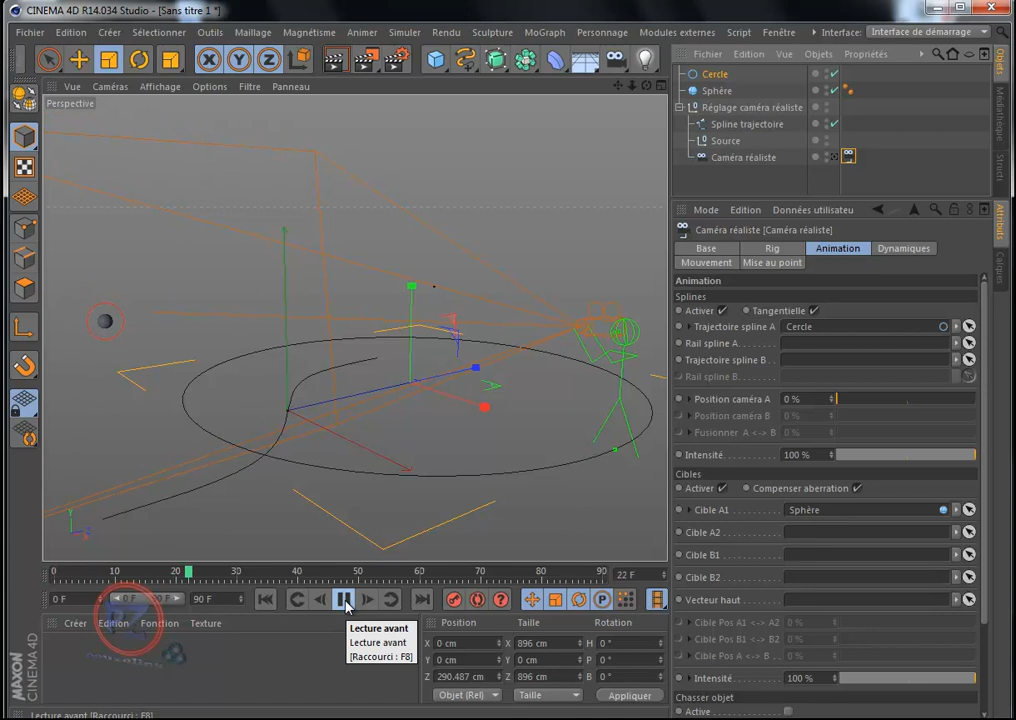 CINEMA 4D R14.034 Studio - [Sans titre 1 *]
Fichier Edition Créer Sélectionner Outils Maillage Magnétisme Animer Simuler Rendu Sculpture MoGraph Personnage Modules externes Script Fenêtre Interface: Interface de démarrage
X Y Z
Fichier Edition Vue Objets Propriétés
Vue Caméras Affichage Options Filtre Panneau
Perspective
Cercle
Sphère
Réglage caméra réaliste
Spline trajectoire
Source
Caméra réaliste
Objets
Médiathèque
Structu
Attributs
Calques
Mode Edition Données utilisateu
Caméra réaliste [Caméra réaliste]
Base Rig Animation Dynamiques
Mouvement Mise au point
Animation
Splines
Activer Tangentielle
Trajectoire spline A Cercle
Rail spline A.
Trajectoire spline B
Rail spline B.
Position caméra A 0 %
Position caméra B 0 %
Fusionner A <-> B 0 %
Intensité. 100 %
Cibles
Activer Compenser aberration
Cible A1 Sphère
Cible A2
Cible B1
Cible B2
Vecteur haut
Cible Pos A1 <-> A2 0 %
Cible Pos B1 <-> B2 0 %
Cible Pos A <-> B 0 %
Intensité. 100 %
Chasser objet
Active
Y
0 10 20 30 40 50 60 70 80 90 22 F
0 F 0 F 90 F 90 F
P
Créer Edition Fonction Texture
Lecture avant
Lecture avant
[Raccourci : F8]
Position Taille Rotation
X 0 cm X 896 cm H 0 °
Y 0 cm Y 0 cm P 0 °
Z 290.487 cm Z 896 cm B 0 °
Objet (Rel) Taille Appliquer
MAXON
CINEMA 4D
Lecture avant [Raccourci : F8]